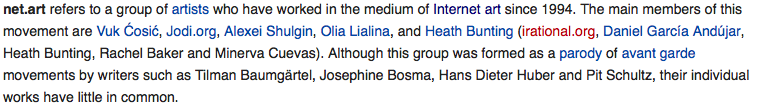 net.art refers to a group of artists who have worked in the medium of Internet art since 1994. The main members of this
movement are Vuk Ćosić, Jodi.org, Alexei Shulgin, Olia Lialina, and Heath Bunting (irational.org, Daniel García Andújar,
Heath Bunting, Rachel Baker and Minerva Cuevas). Although this group was formed as a parody of avant garde
movements by writers such as Tilman Baumgärtel, Josephine Bosma, Hans Dieter Huber and Pit Schultz, their individual
works have little in common.